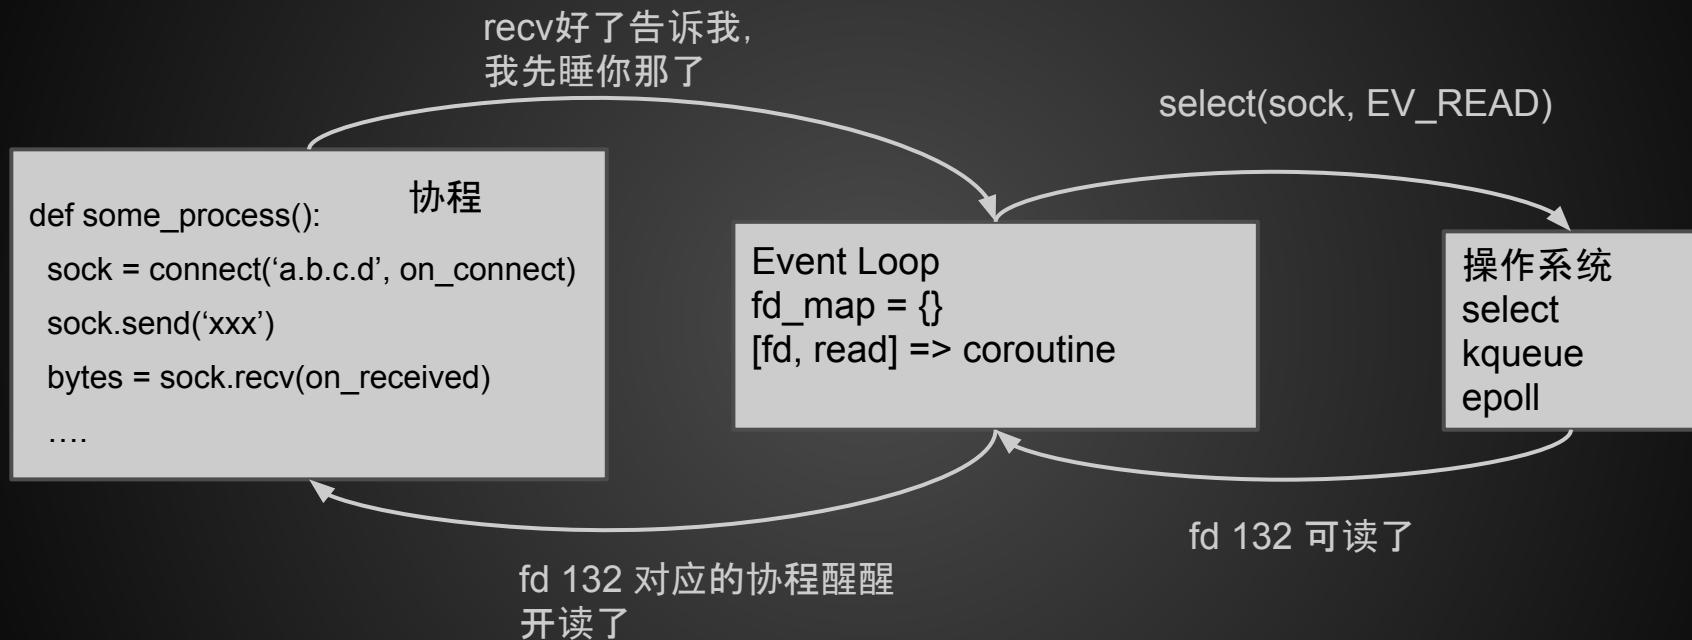 recv好了告诉我,
我先睡你那了
select(sock, EV_READ)
协程
def some_process():
sock = connect(‘a.b.c.d’, on_connect)
sock.send(‘xxx’)
bytes = sock.recv(on_received)
….
Event Loop
fd_map = {}
[fd, read] => coroutine
操作系统
select
kqueue
epoll
fd 132 可读了
fd 132 对应的协程醒醒
开读了